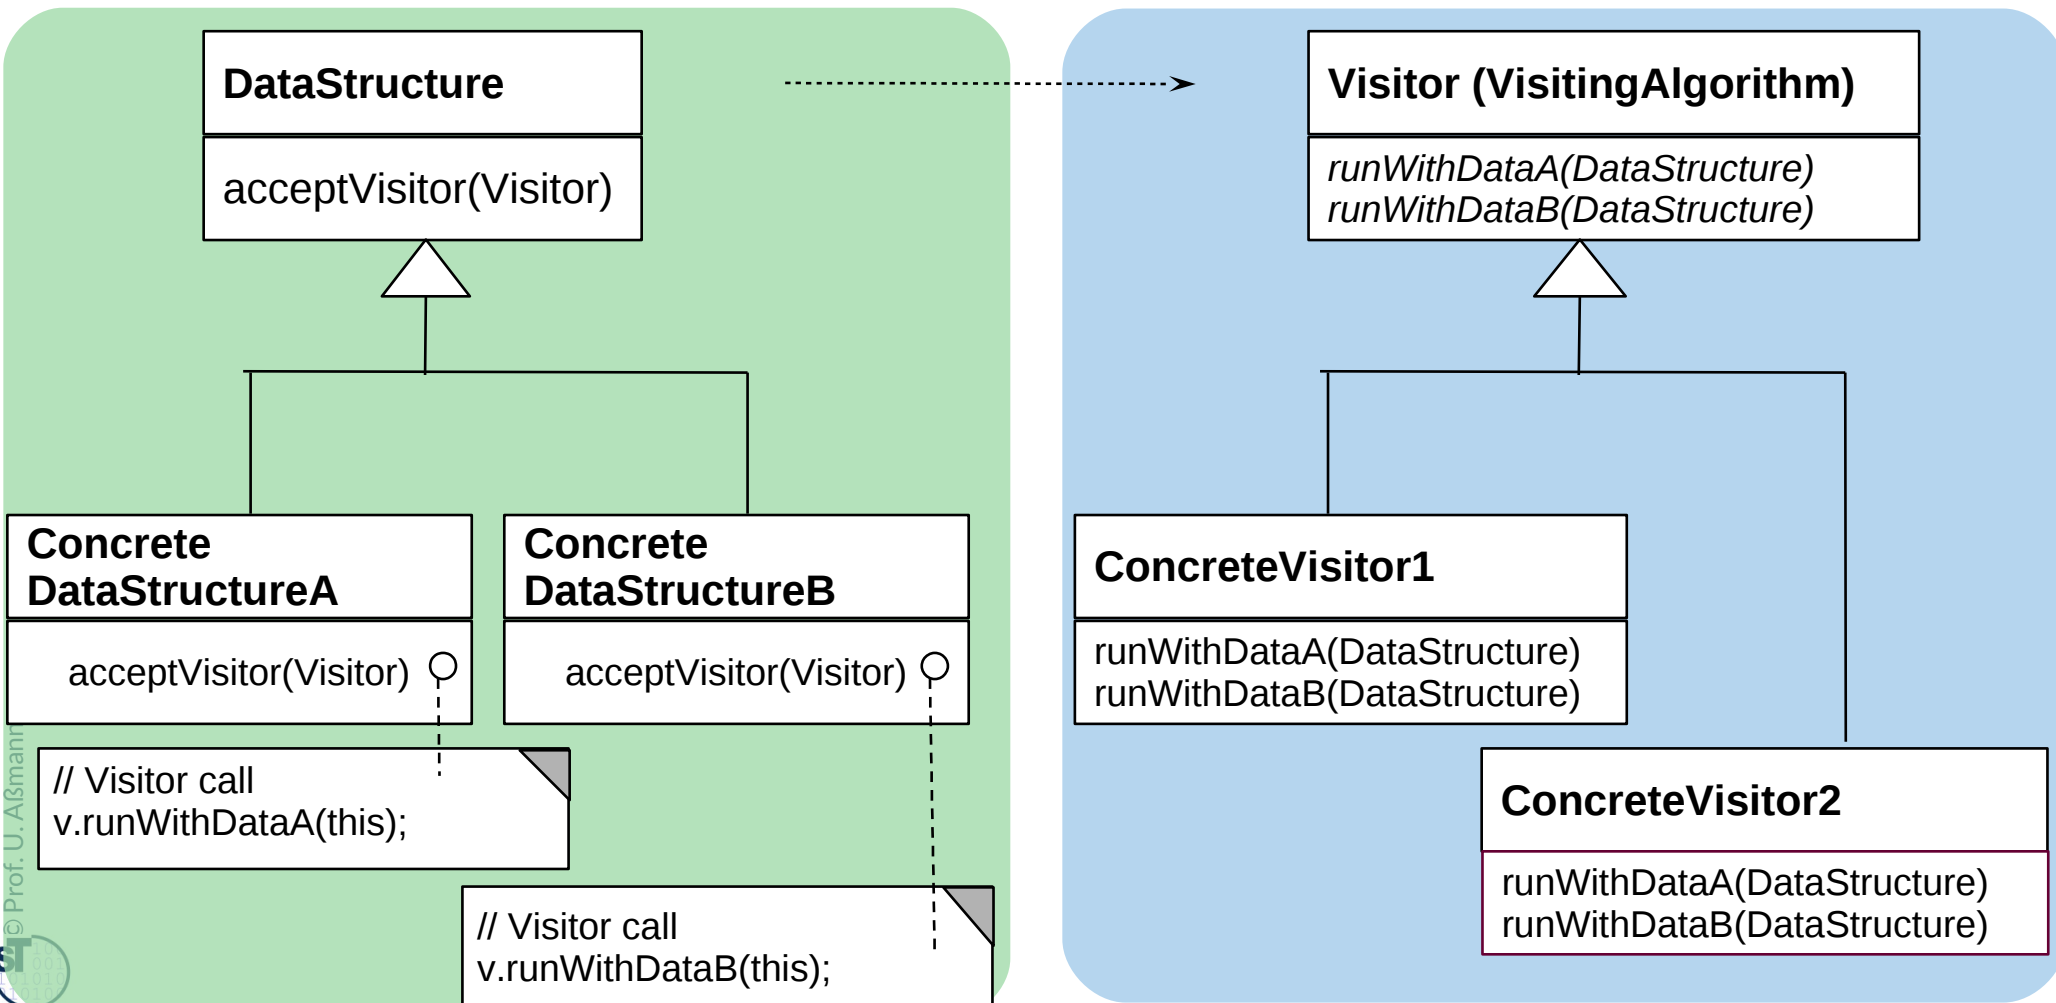 DataStructure
acceptVisitor(Visitor)
Visitor (VisitingAlgorithm)
runWithDataA(DataStructure)
runWithDataB(DataStructure)
Concrete
DataStructureA
acceptVisitor(Visitor)
Concrete
DataStructureB
acceptVisitor(Visitor)
ConcreteVisitor1
runWithDataA(DataStructure)
runWithDataB(DataStructure)
// Visitor call
v.runWithDataA(this);
// Visitor call
v.runWithDataB(this);
ConcreteVisitor2
runWithDataA(DataStructure)
runWithDataB(DataStructure)
© Prof. U. Aßmann
ST